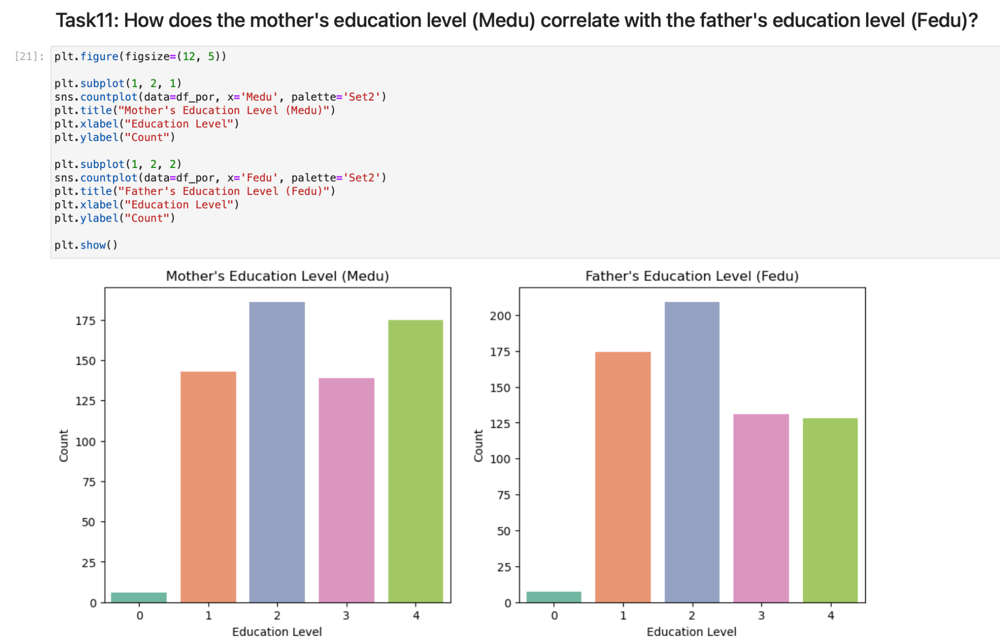 Task11: How does the mother's education level (Medu) correlate with the father's education level (Fedu)?
[21]:
plt.figure(figsize=(12, 5))
plt.subplot(1, 2, 1)
sns.countplot(data=df_por, x='Medu', palette='Set2')
plt.title("Mother's Education Level (Medu)")
plt.xlabel("Education Level")
plt.ylabel("Count")
plt.subplot(1, 2, 2)
sns.countplot(data=df_por, x='Fedu', palette='Set2')
plt.title("Father's Education Level (Fedu)")
plt.xlabel("Education Level")
plt.ylabel("Count")
plt.show()
Mother's Education Level (Medu)
175
150
125
100
75
50
25
0
Count
0 1 2 3 4
Education Level
Father's Education Level (Fedu)
200
175
150
125
100
75
50
25
0
Count
0 1 2 3 4
Education Level